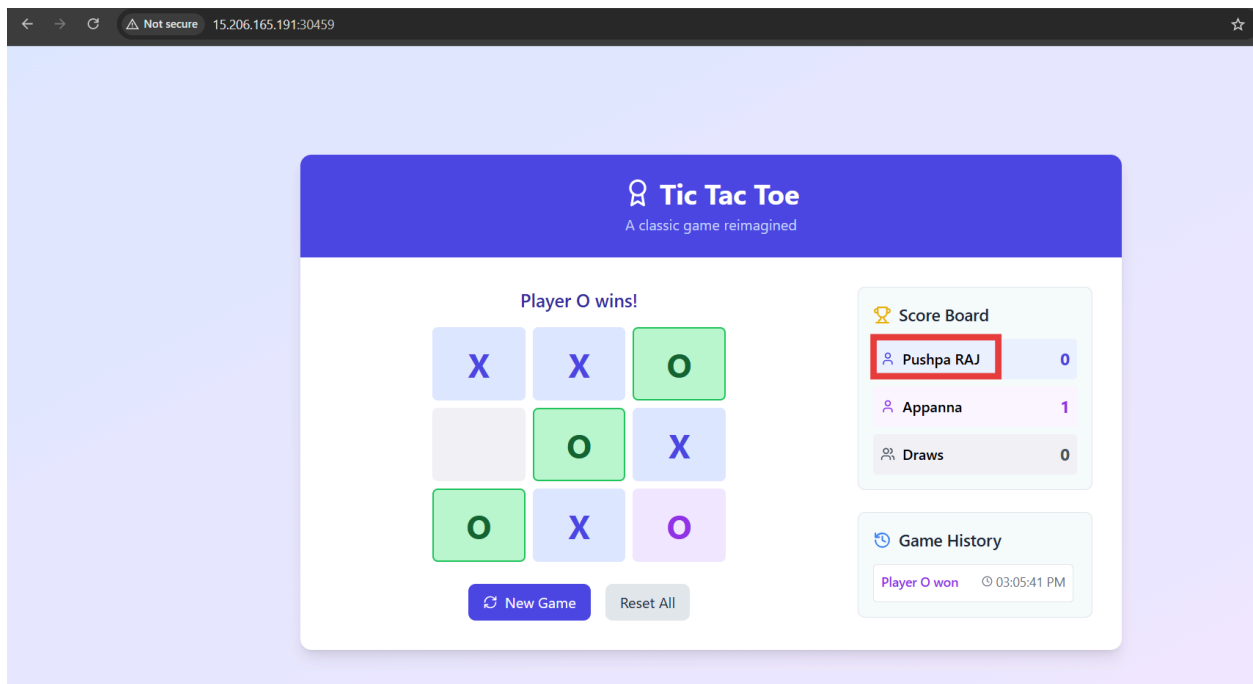 Not secure 15.206.165.191:30459
Tic Tac Toe
A classic game reimagined
Player O wins!
X X O
O X
O X O
New Game Reset All
Score Board
Pushpa RAJ 0
Appanna 1
Draws 0
Game History
Player O won 03:05:41 PM